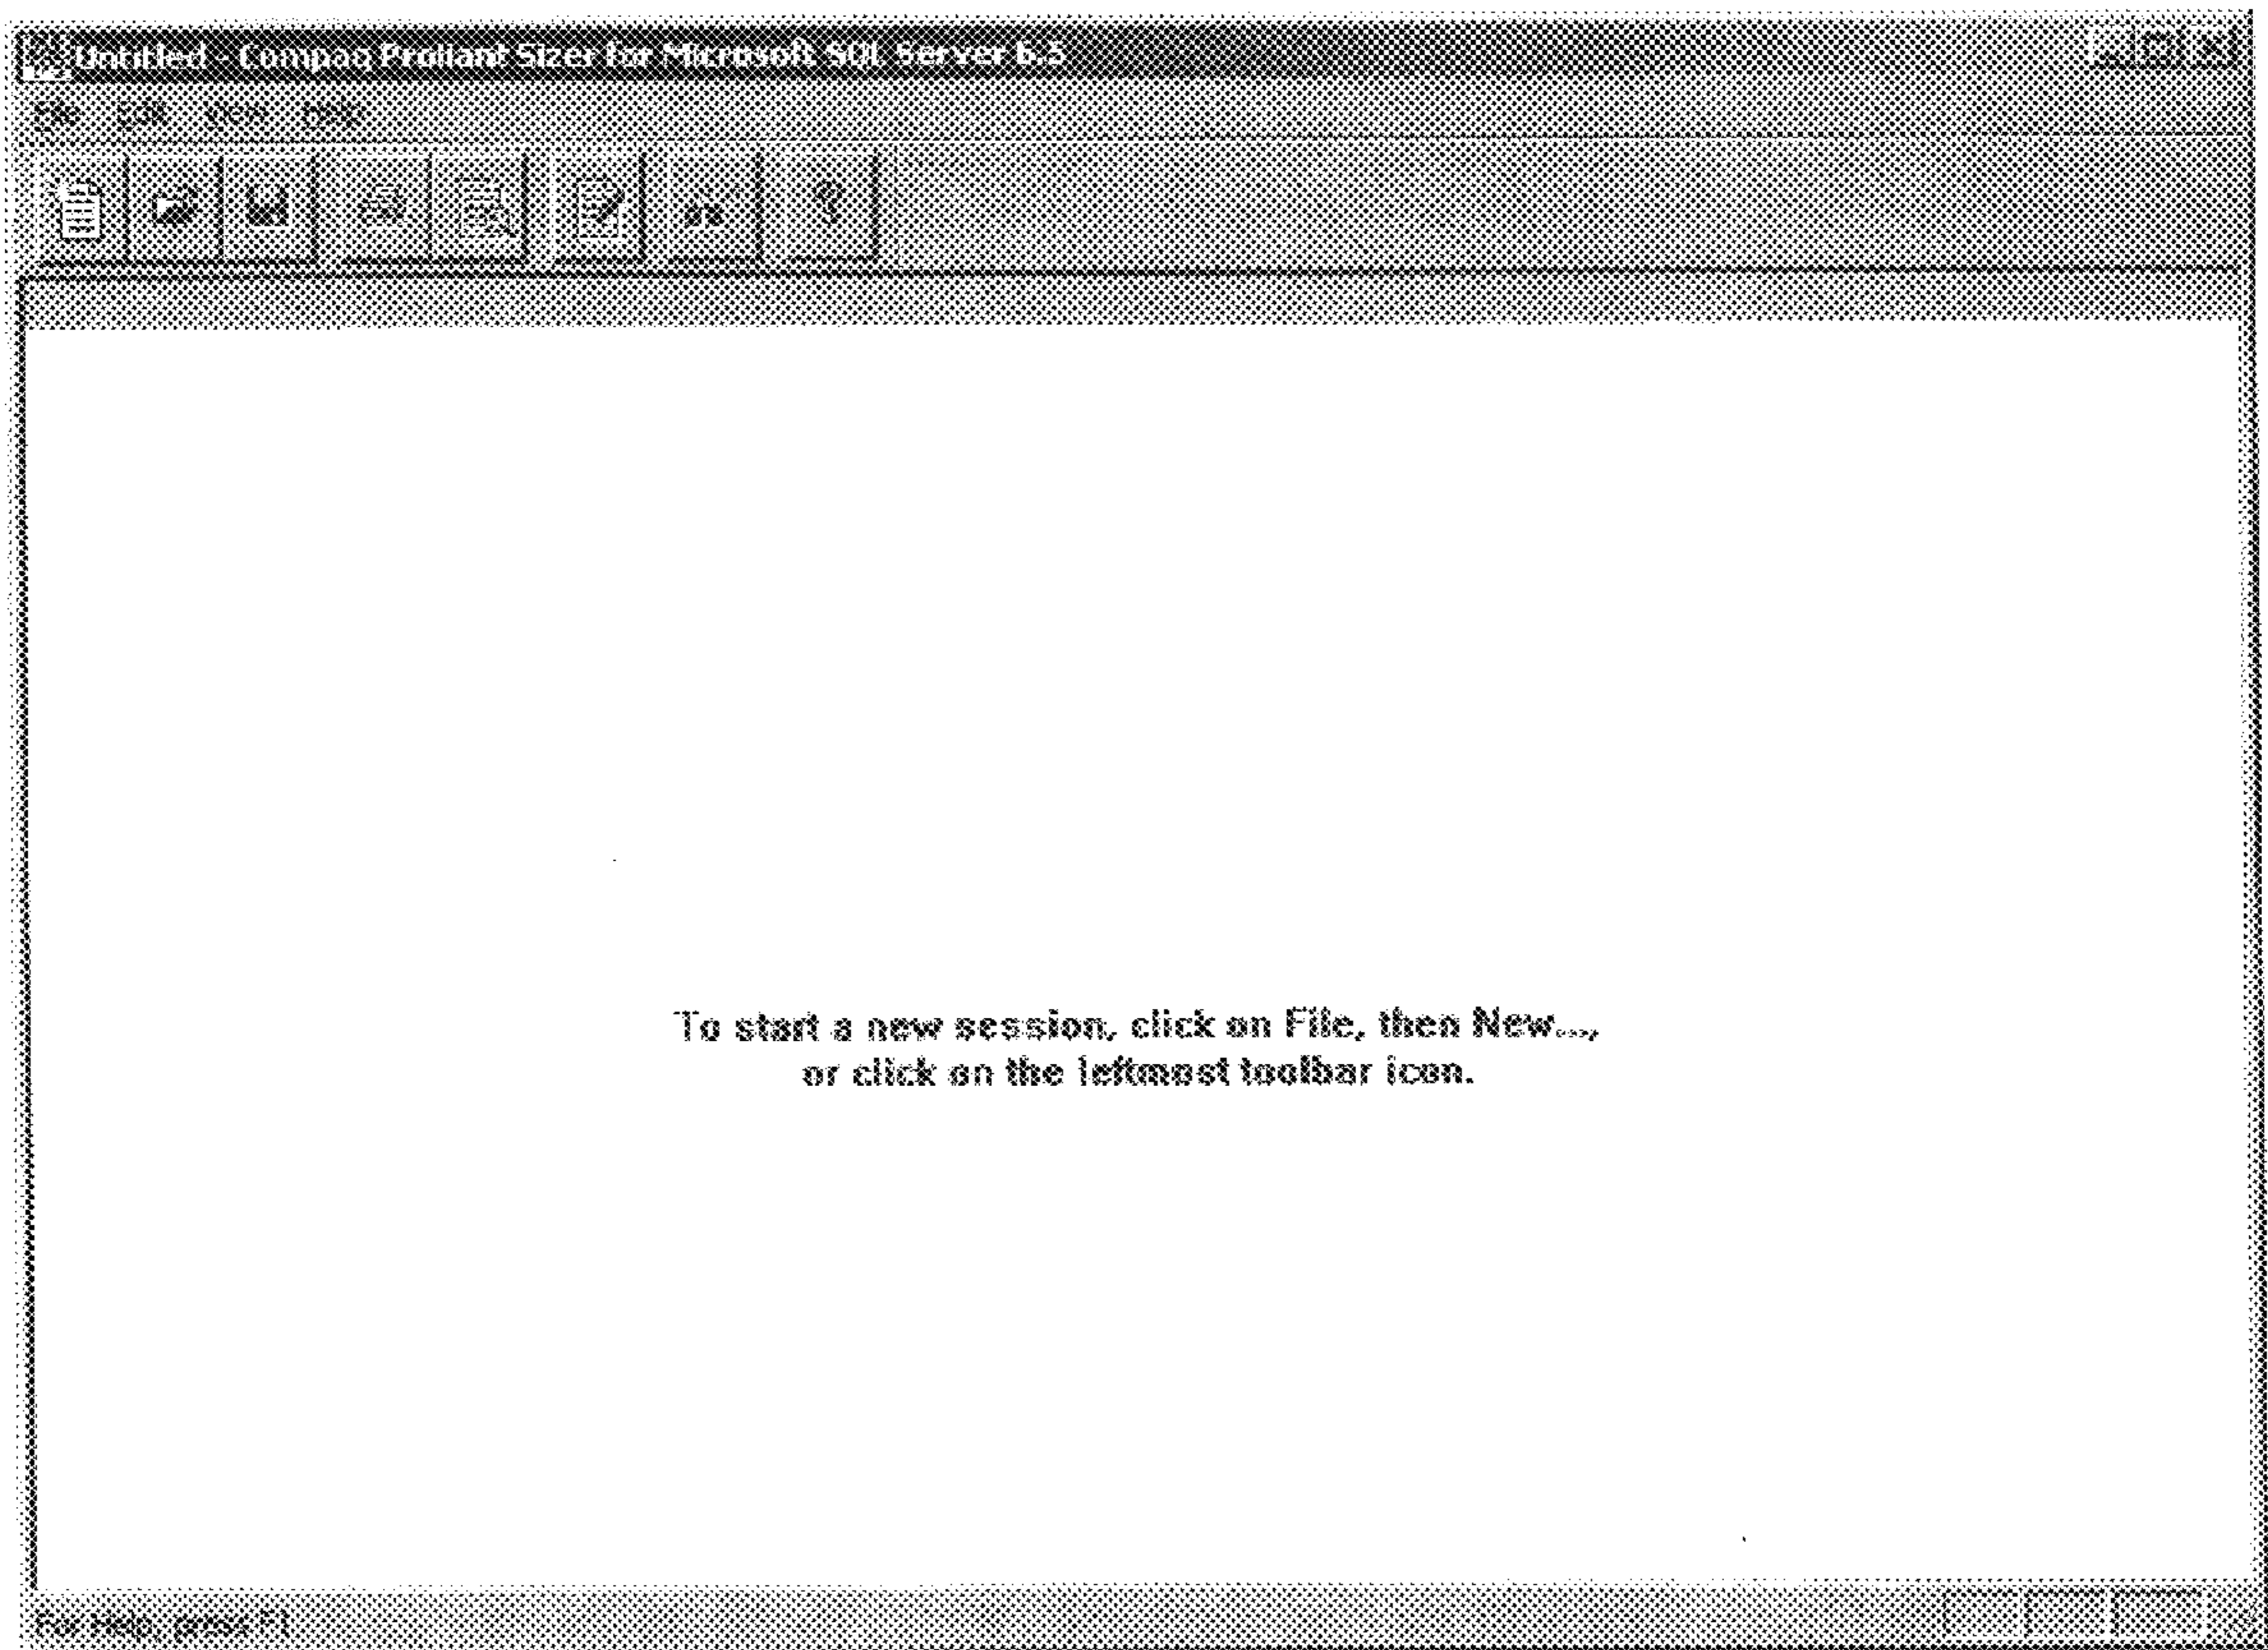 Untitled - Compaq Proliant Sizer for Microsoft SQL Server 6.5
File Edit View Help
To start a new session, click on File, then New...,
or click on the leftmost toolbar icon.
For Help, press F1